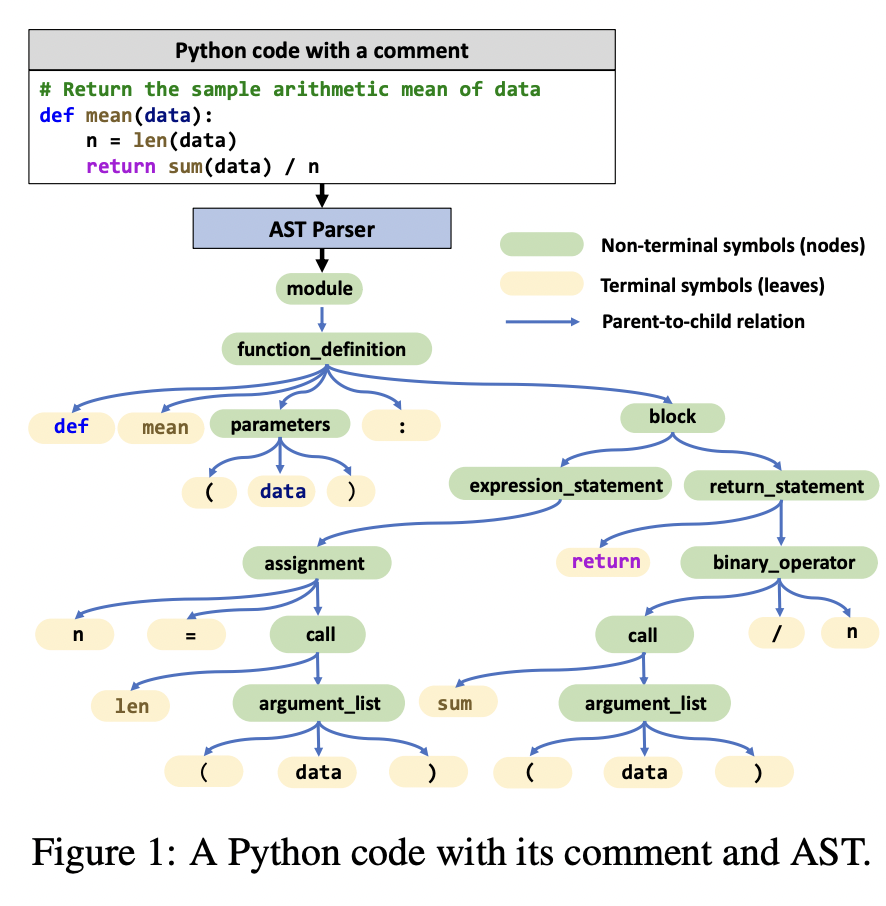 Python code with a comment
# Return the sample arithmetic mean of data
def mean(data):
    n = len(data)
    return sum(data) / n
AST Parser
Non-terminal symbols (nodes)
Terminal symbols (leaves)
Parent-to-child relation
module
function_definition
def mean parameters : block
( data ) expression_statement return_statement
assignment return binary_operator
n = call call / n
len argument_list sum argument_list
( data ) ( data )
Figure 1: A Python code with its comment and AST.